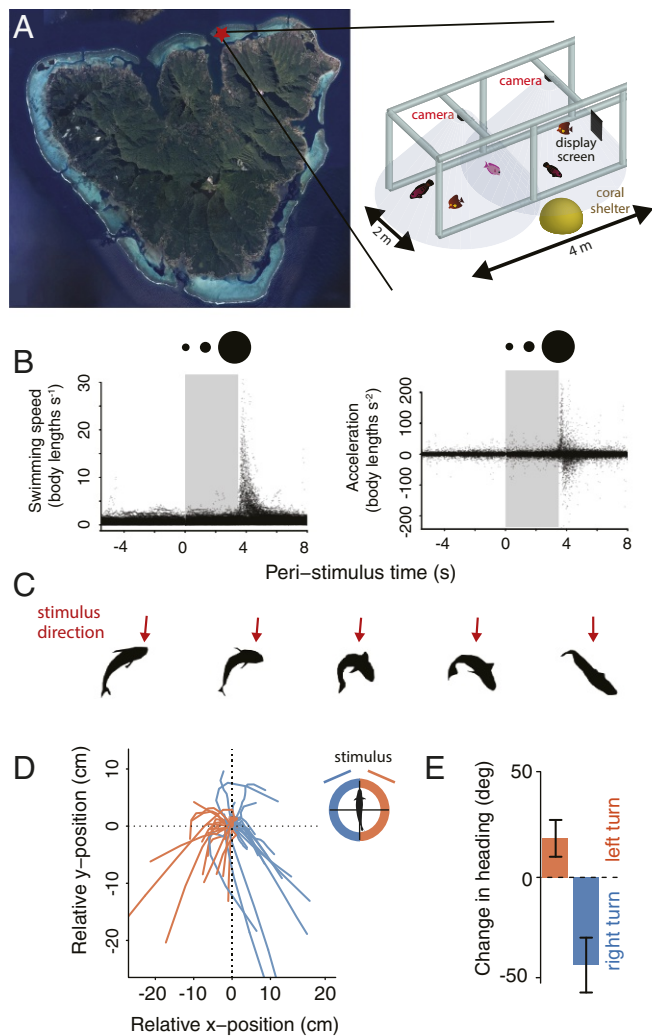 A
camera
camera
display
screen
coral
shelter
2 m
4 m
B
Swimming speed
(body lengths s⁻¹)
30
20
10
0
-4
0
4
8
Acceleration
(body lengths s⁻²)
200
100
0
-100
-200
-4
0
4
8
Peri−stimulus time (s)
C
stimulus
direction
D
Relative y−position (cm)
10
0
-10
-20
-20
-10
0
10
20
Relative x−position (cm)
stimulus
E
Change in heading (deg)
50
0
-50
left turn
right turn